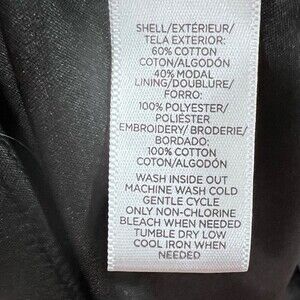 SHELL/EXTÉRIEUR/
TELA EXTERIOR:
60% COTTON
COTON/ALGODÓN
40% MODAL
LINING/DOUBLURE/
FORRO:
100% POLYESTER/
POLIÉSTER
EMBROIDERY/ BRODERIE/
BORDADO:
100% COTTON
COTON/ALGODÓN
WASH INSIDE OUT
MACHINE WASH COLD
GENTLE CYCLE
ONLY NON-CHLORINE
BLEACH WHEN NEEDED
TUMBLE DRY LOW
COOL IRON WHEN
NEEDED